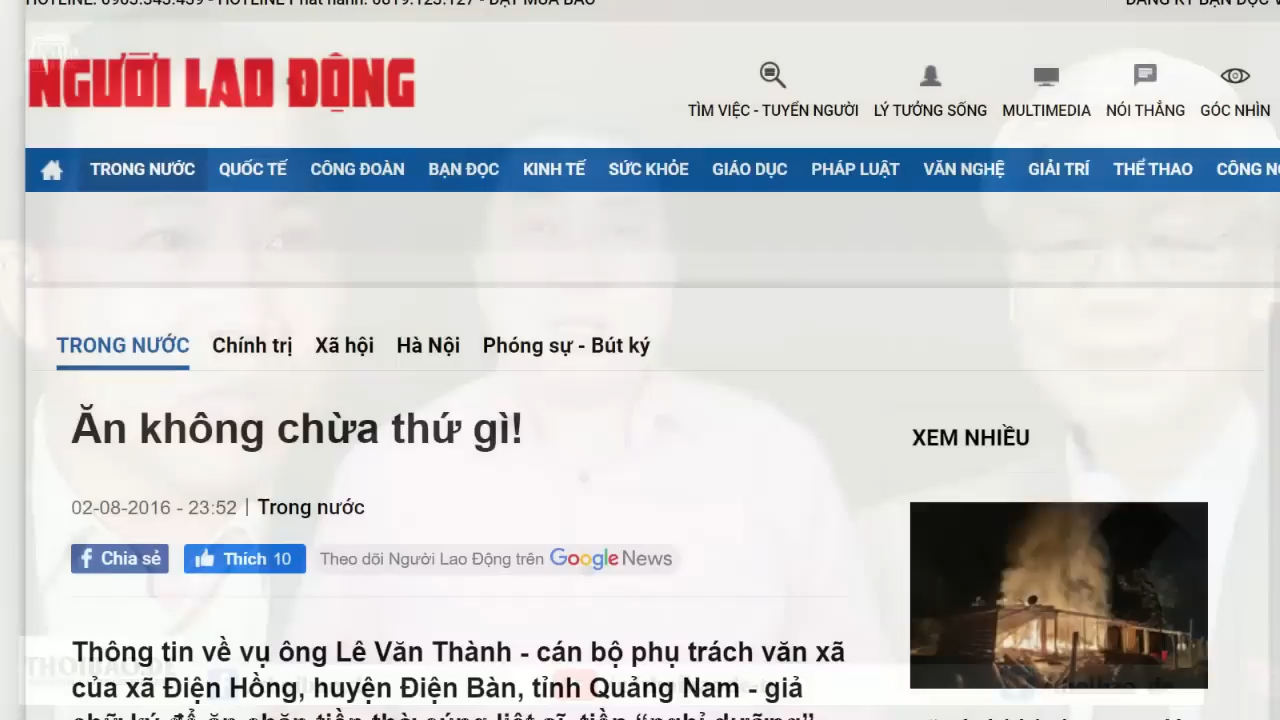 NGƯỜI LAO ĐỘNG
TÌM VIỆC - TUYỂN NGƯỜI LÝ TƯỞNG SỐNG MULTIMEDIA NÓI THẲNG GÓC NHÌN
TRONG NƯỚC QUỐC TẾ CÔNG ĐOÀN BẠN ĐỌC KINH TẾ SỨC KHỎE GIÁO DỤC PHÁP LUẬT VĂN NGHỆ GIẢI TRÍ THỂ THAO CÔNG
TRONG NƯỚC Chính trị Xã hội Hà Nội Phóng sự - Bút ký
Ăn không chừa thứ gì!
XEM NHIỀU
02-08-2016 - 23:52 | Trong nước
Chia sẻ Thích 10 Theo dõi Người Lao Động trên Google News
Thông tin về vụ ông Lê Văn Thành - cán bộ phụ trách văn xã
của xã Điện Hồng, huyện Điện Bàn, tỉnh Quảng Nam - giả
THOIBAO.DE